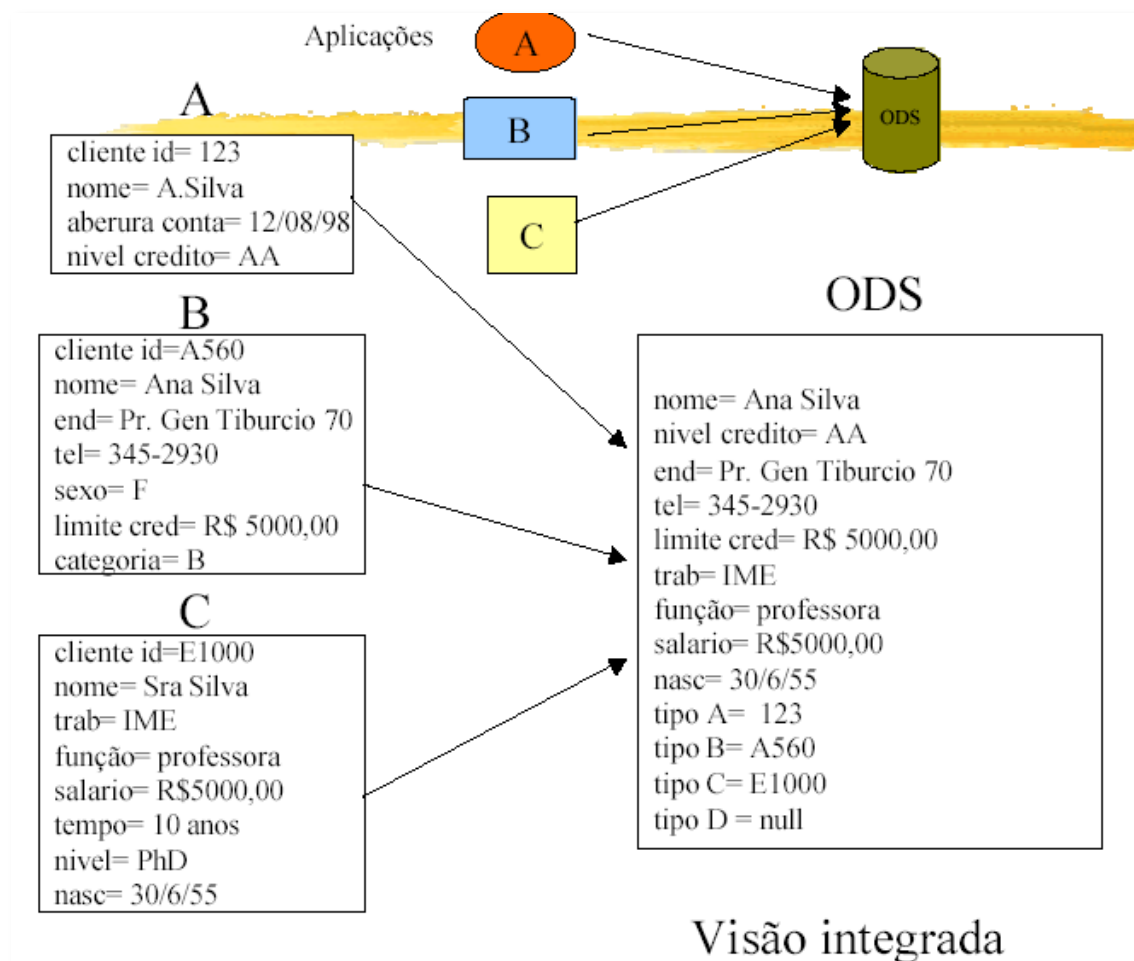 Aplicações
A
B
C
ODS
A
cliente id= 123
nome= A.Silva
aberura conta= 12/08/98
nivel credito= AA
B
cliente id=A560
nome= Ana Silva
end= Pr. Gen Tiburcio 70
tel= 345-2930
sexo= F
limite cred= R$ 5000,00
categoria= B
C
cliente id=E1000
nome= Sra Silva
trab= IME
função= professora
salario= R$5000,00
tempo= 10 anos
nivel= PhD
nasc= 30/6/55
ODS
nome= Ana Silva
nivel credito= AA
end= Pr. Gen Tiburcio 70
tel= 345-2930
limite cred= R$ 5000,00
trab= IME
função= professora
salario= R$5000,00
nasc= 30/6/55
tipo A=  123
tipo B= A560
tipo C= E1000
tipo D = null
Visão integrada